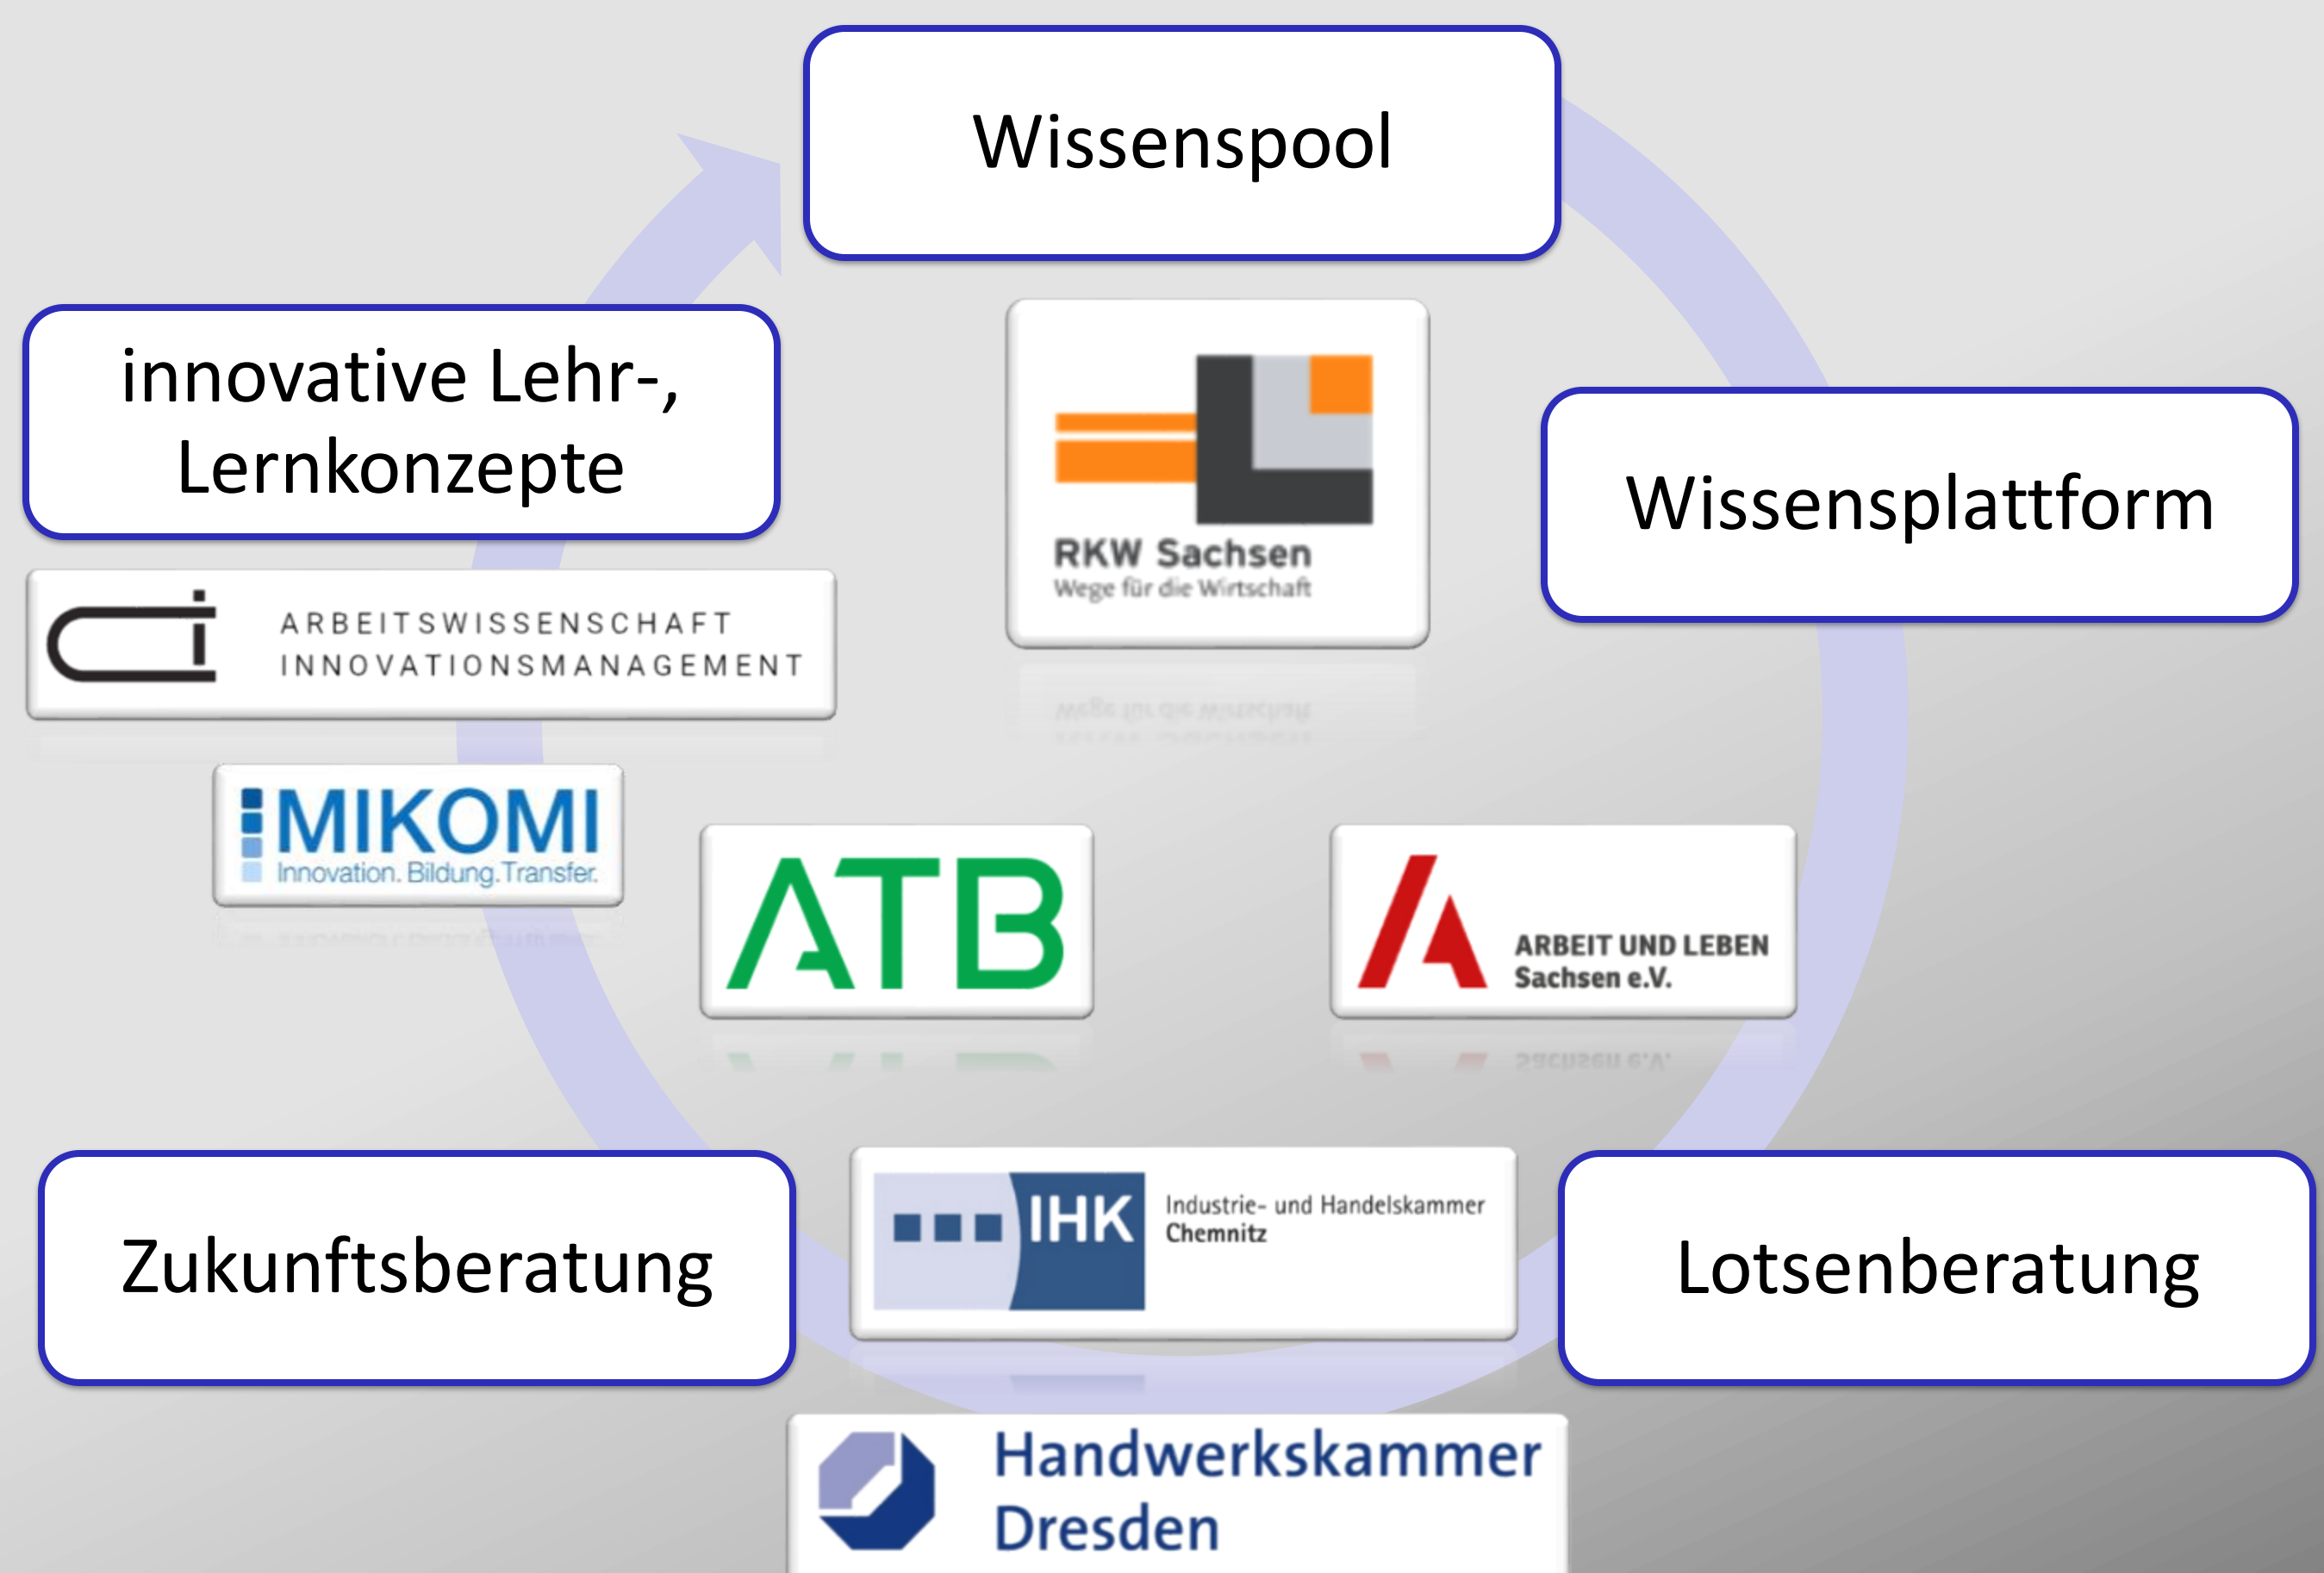 Wissenspool
innovative Lehr-,
Lernkonzepte
Wissensplattform
RKW Sachsen
Wege für die Wirtschaft
ARBEITSWISSENSCHAFT
INNOVATIONSMANAGEMENT
MIKOMI
Innovation. Bildung. Transfer.
ATB
ARBEIT UND LEBEN
Sachsen e.V.
Zukunftsberatung
IHK
Industrie- und Handelskammer
Chemnitz
Lotsenberatung
Handwerkskammer
Dresden